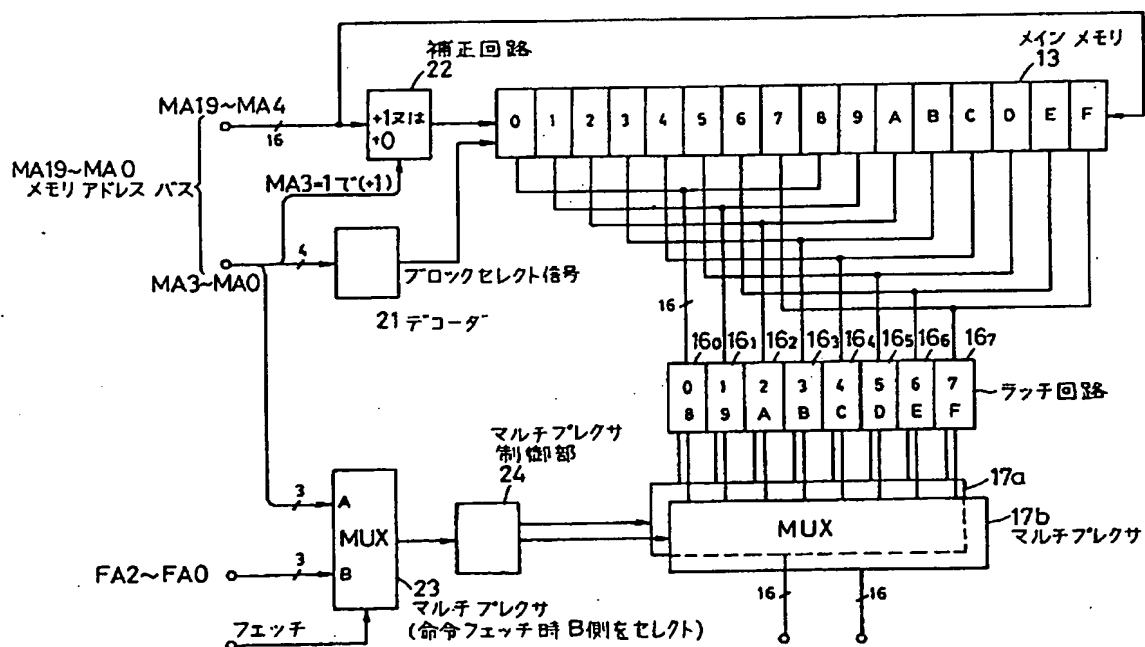 補正回路
22
メイン メモリ
13
MA19~MA4
16
+1又は
+0
0 1 2 3 4 5 6 7 8 9 A B C D E F
MA19~MA0
メモリ アドレス バス
MA3=1で(+1)
MA3~MA0
4
ブロックセレクト信号
21 デコーダ
16
160 161 162 163 164 165 166 167
0 1 2 3 4 5 6 7
8 9 A B C D E F
ラッチ回路
マルチプレクサ
制御部
24
17a
3
A
MUX
MUX
17b
マルチプレクサ
FA2~FA0
3
B
23
マルチ プレクサ
(命令フェッチ時 B側をセレクト)
フェッチ
16
16